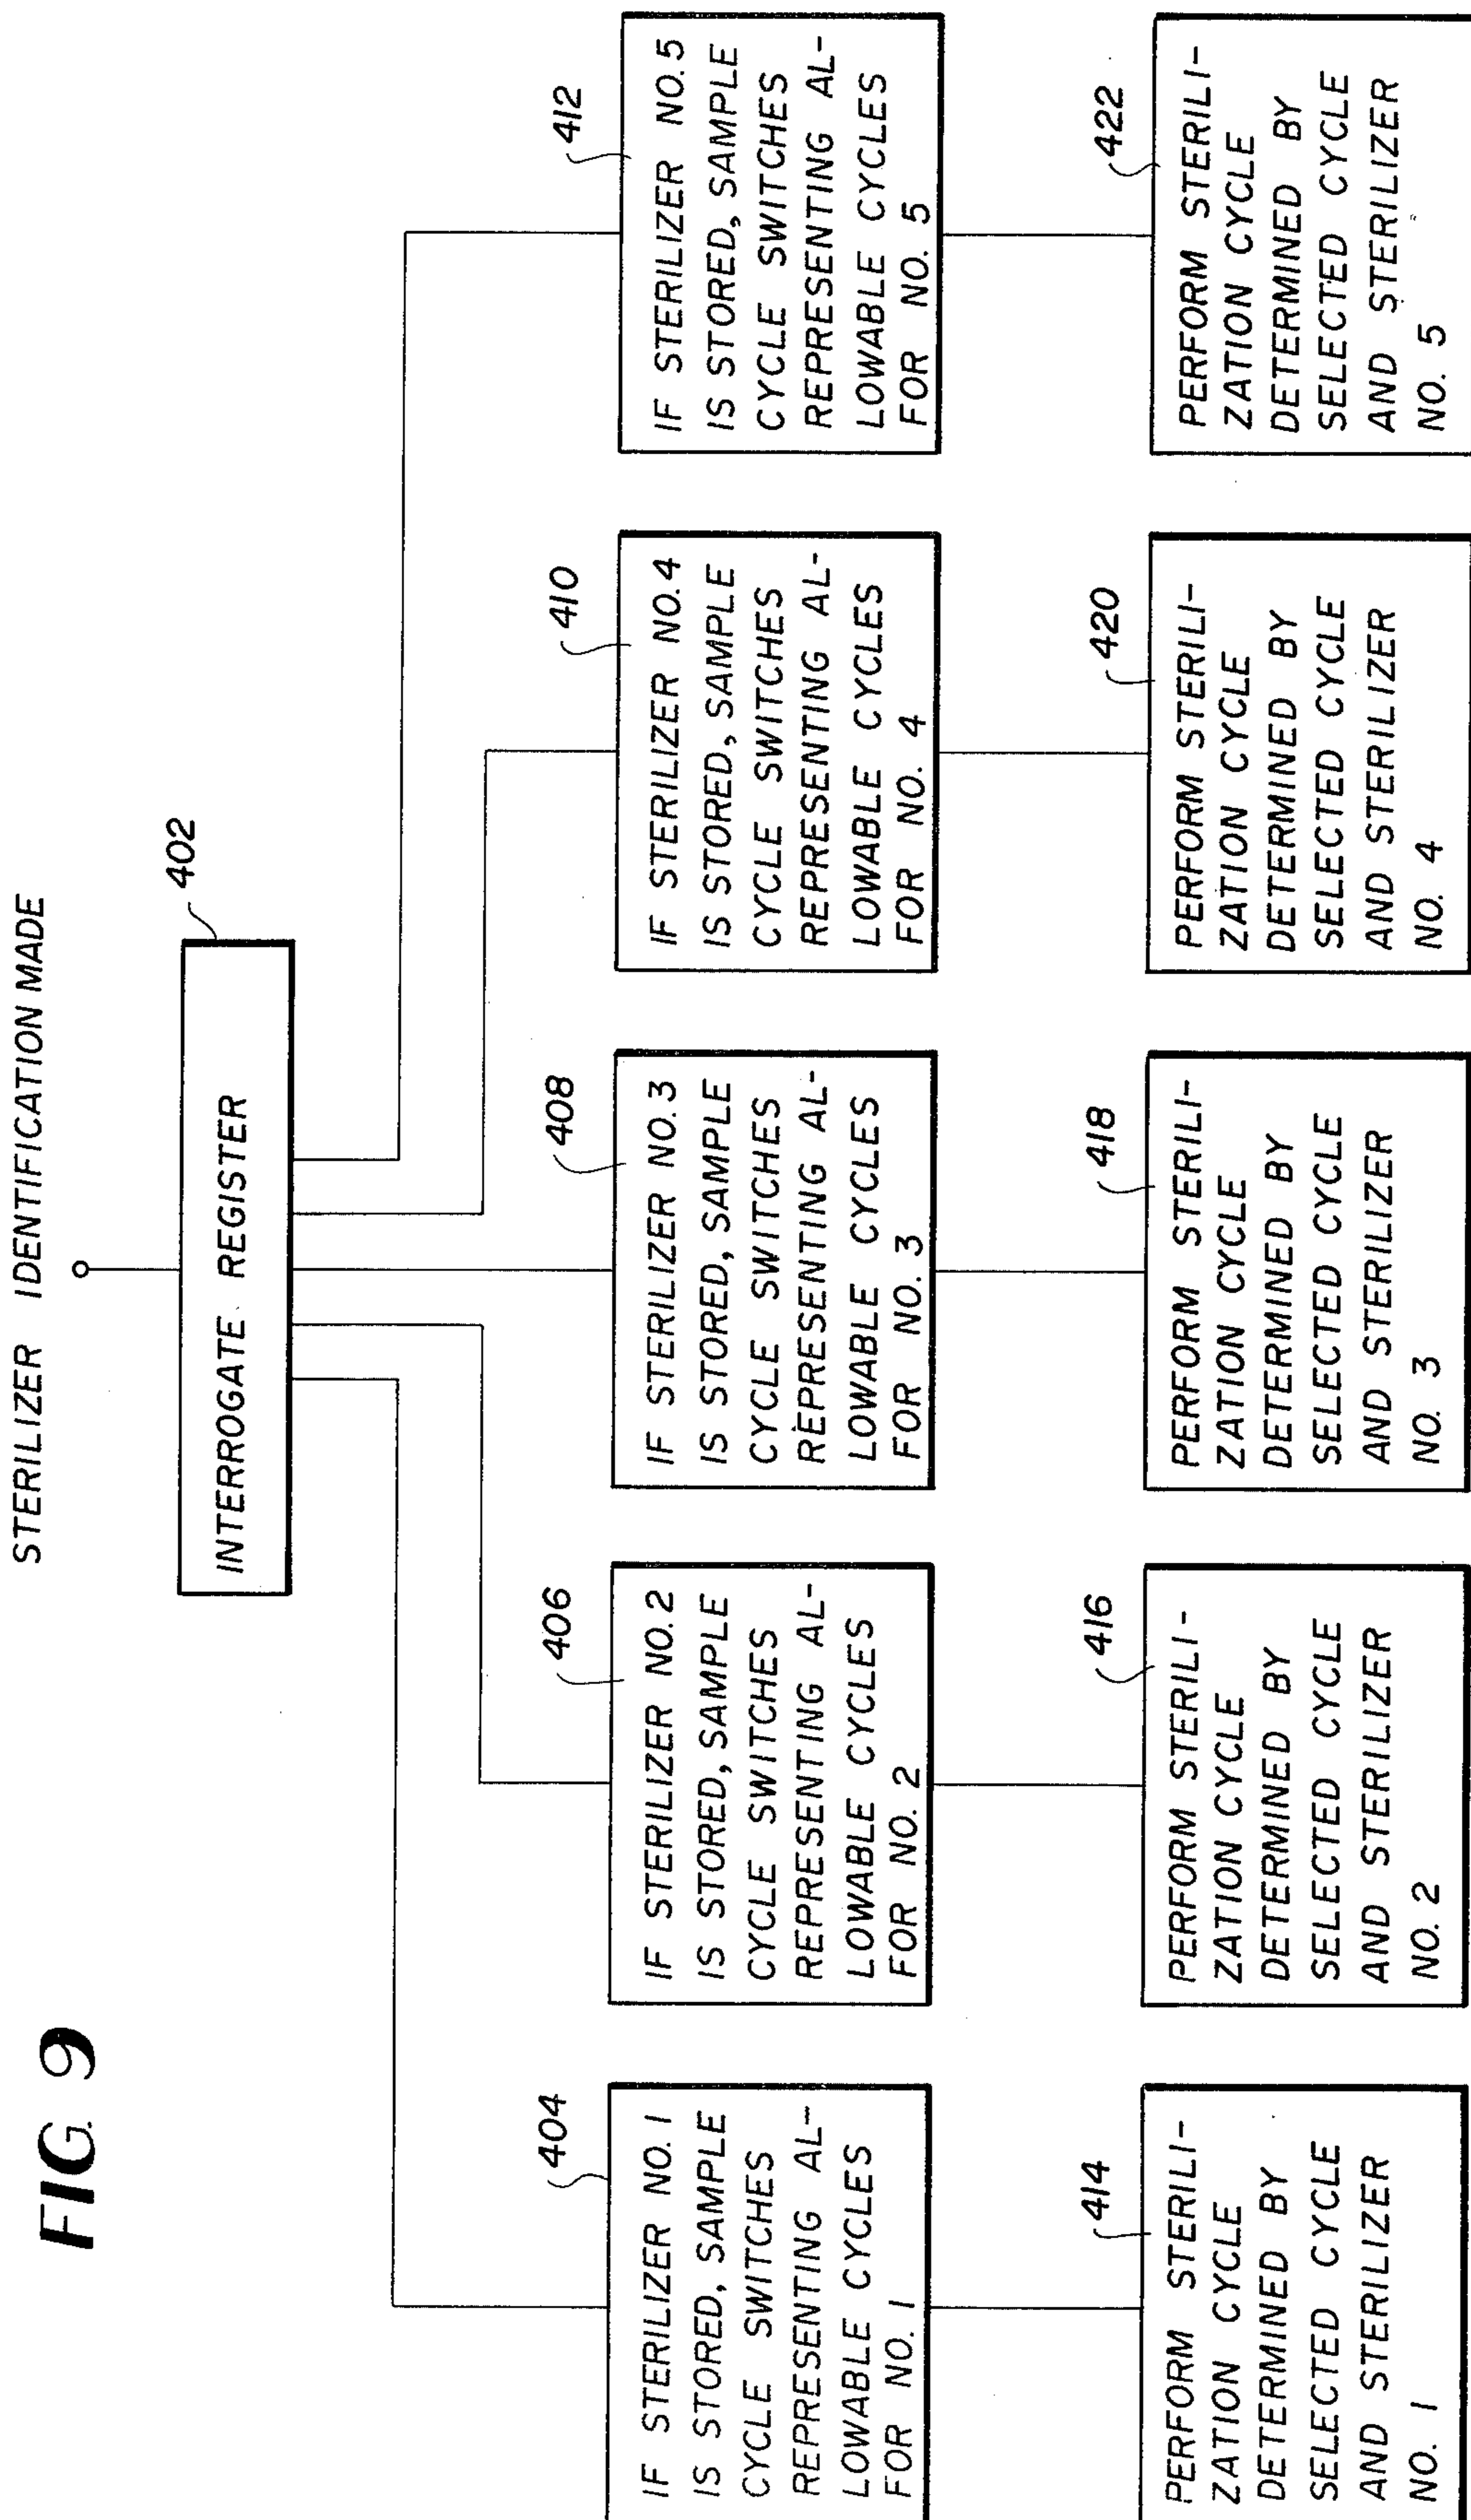 FIG. 9
STERILIZER IDENTIFICATION MADE
402
INTERROGATE REGISTER
404
IF STERILIZER NO. 1
IS STORED, SAMPLE
CYCLE SWITCHES
REPRESENTING AL-
LOWABLE CYCLES
FOR NO. 1
406
IF STERILIZER NO. 2
IS STORED, SAMPLE
CYCLE SWITCHES
REPRESENTING AL-
LOWABLE CYCLES
FOR NO. 2
408
IF STERILIZER NO. 3
IS STORED, SAMPLE
CYCLE SWITCHES
REPRESENTING AL-
LOWABLE CYCLES
FOR NO. 3
410
IF STERILIZER NO. 4
IS STORED, SAMPLE
CYCLE SWITCHES
REPRESENTING AL-
LOWABLE CYCLES
FOR NO. 4
412
IF STERILIZER NO. 5
IS STORED, SAMPLE
CYCLE SWITCHES
REPRESENTING AL-
LOWABLE CYCLES
FOR NO. 5
414
PERFORM STERILI-
ZATION CYCLE
DETERMINED BY
SELECTED CYCLE
AND STERILIZER
NO. 1
416
PERFORM STERILI-
ZATION CYCLE
DETERMINED BY
SELECTED CYCLE
AND STERILIZER
NO. 2
418
PERFORM STERILI-
ZATION CYCLE
DETERMINED BY
SELECTED CYCLE
AND STERILIZER
NO. 3
420
PERFORM STERILI-
ZATION CYCLE
DETERMINED BY
SELECTED CYCLE
AND STERILIZER
NO. 4
422
PERFORM STERILI-
ZATION CYCLE
DETERMINED BY
SELECTED CYCLE
AND STERILIZER
NO. 5